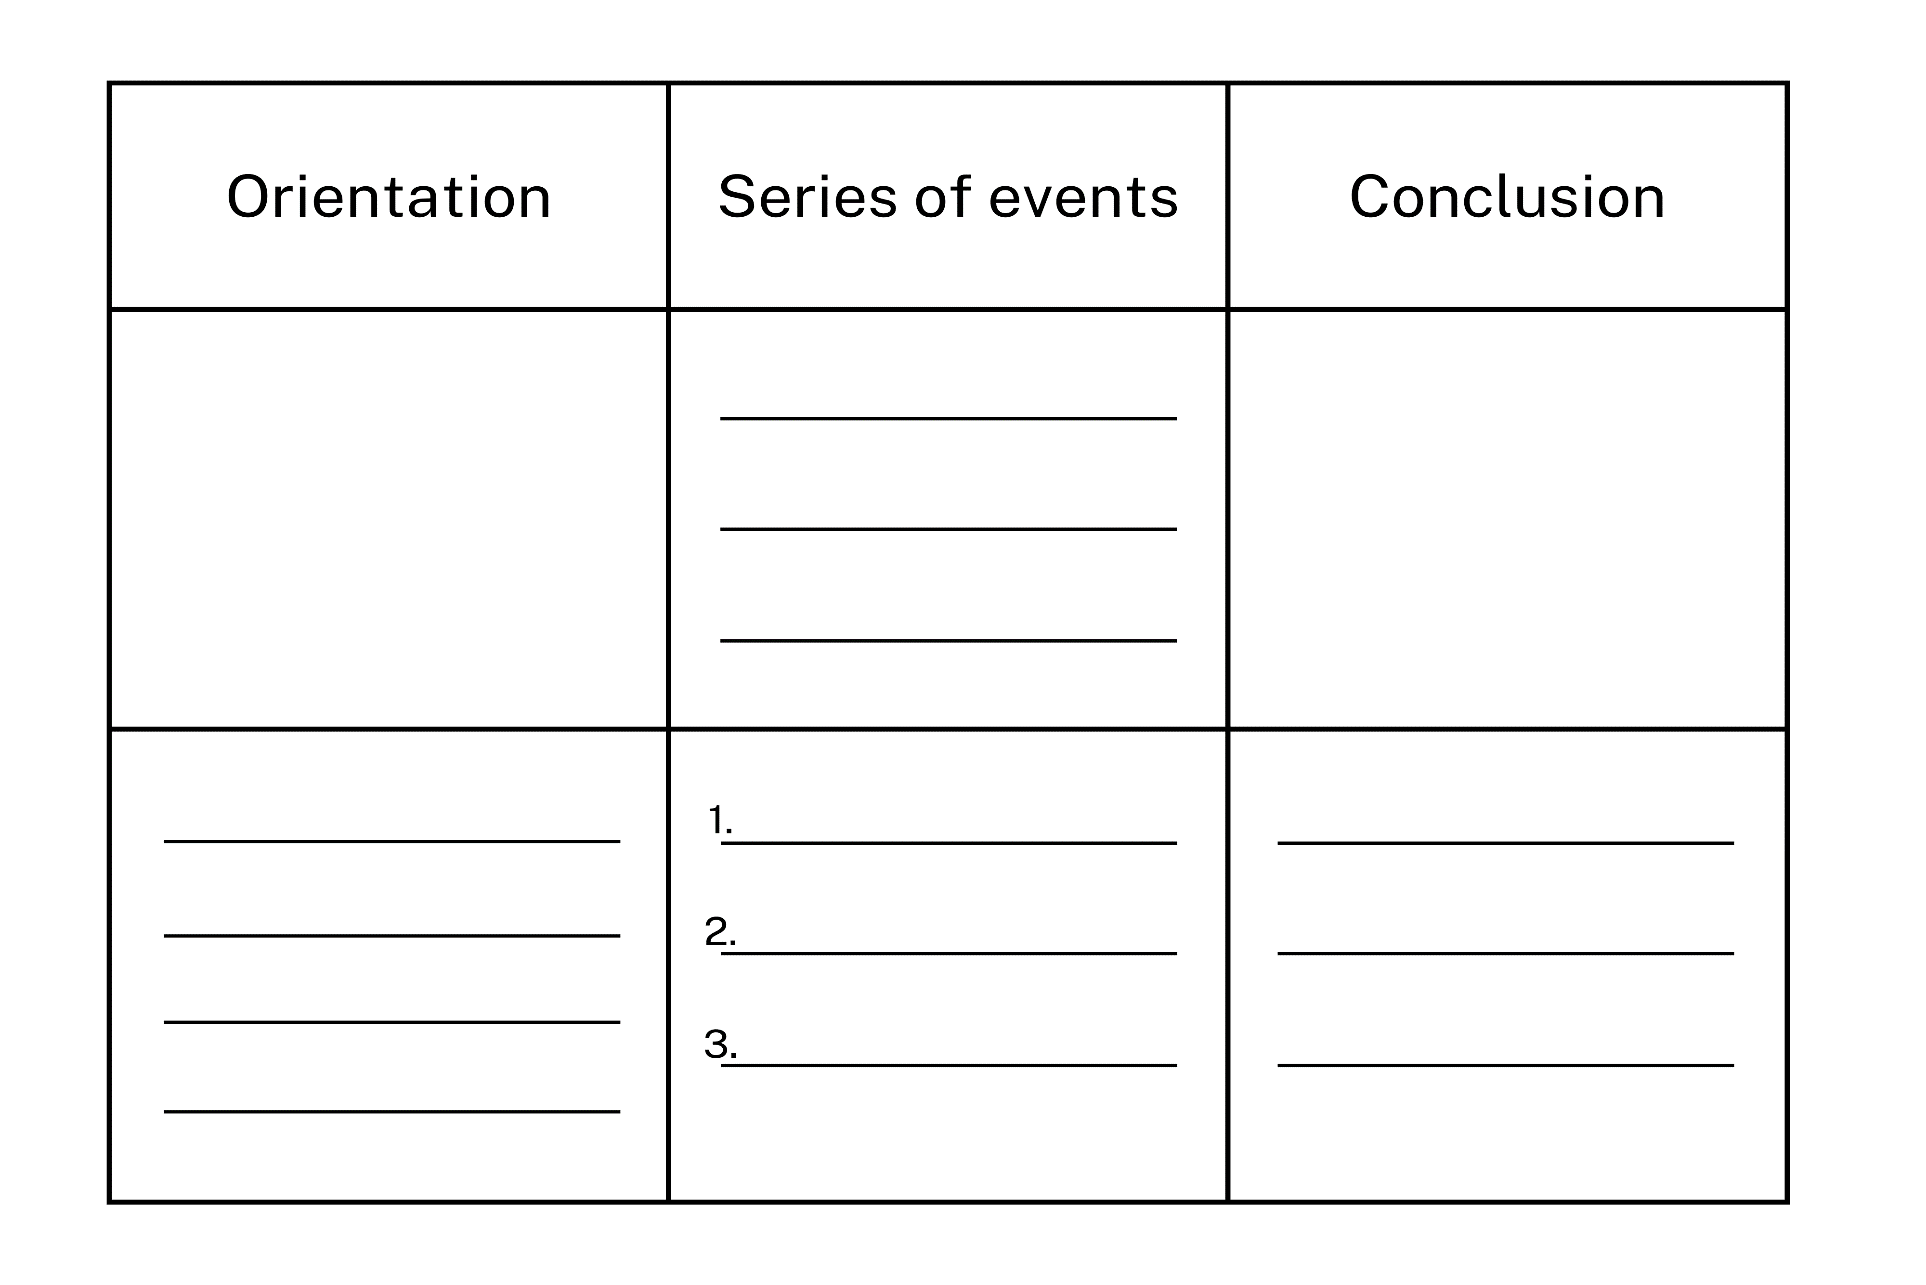 Orientation
Series of events
Conclusion
1.
2.
3.